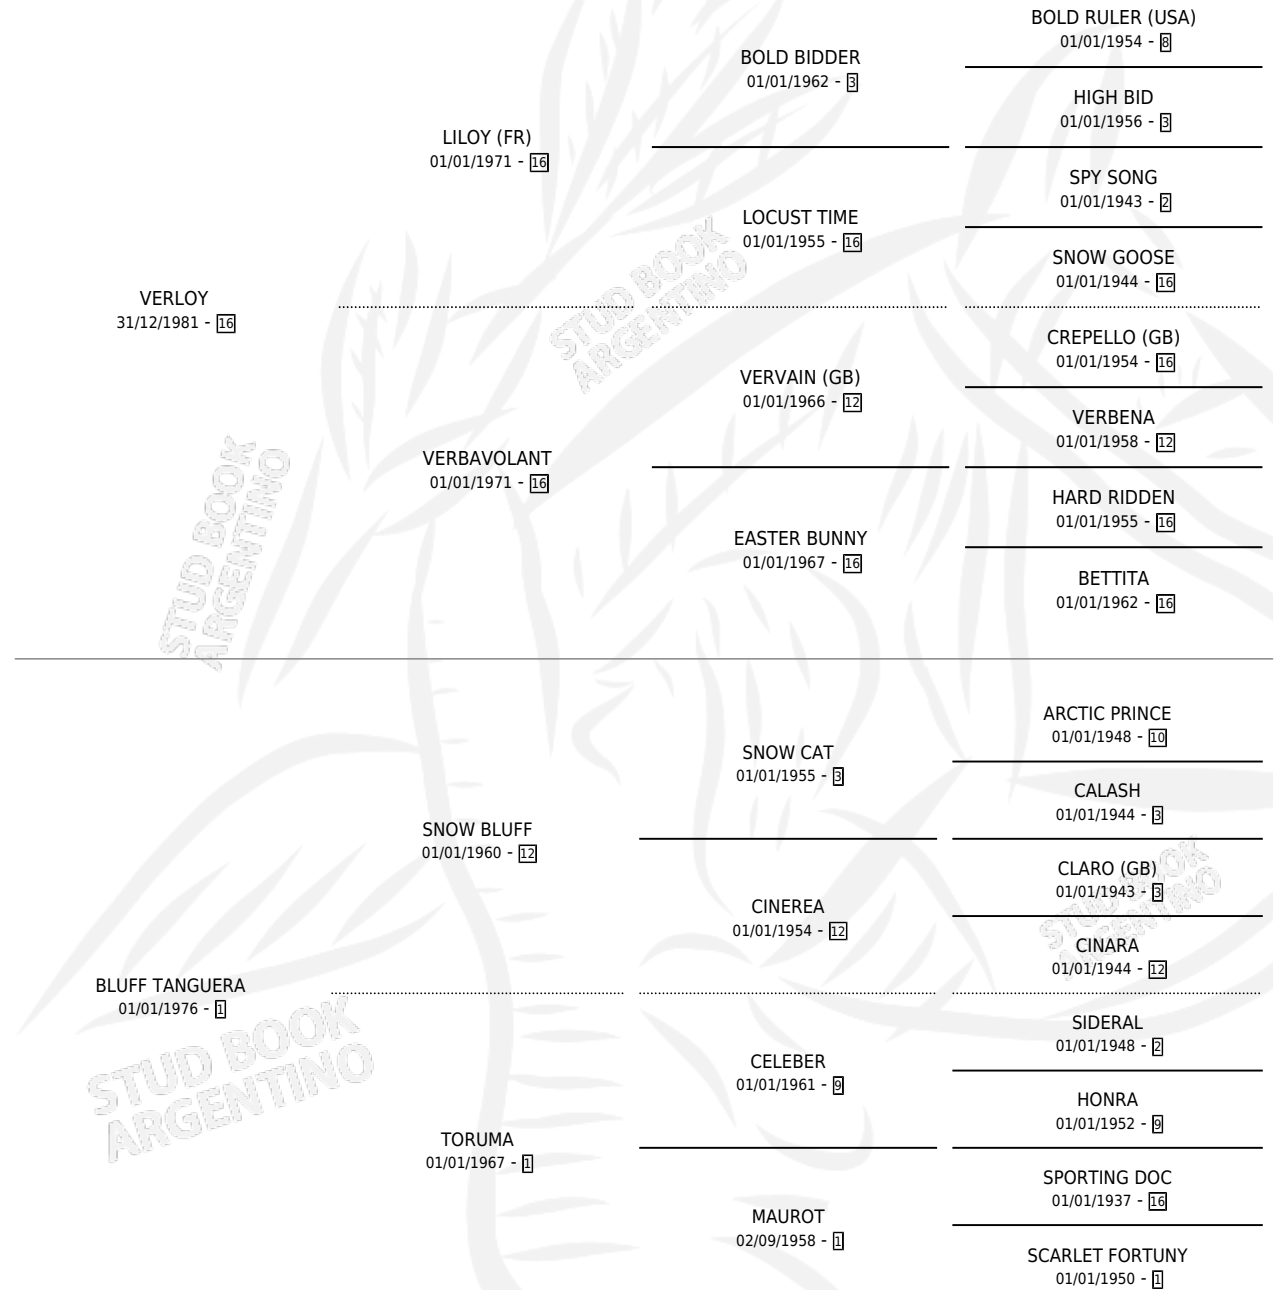 BOLD RULER (USA)
01/01/1954 - 8
BOLD BIDDER
01/01/1962 - 3
HIGH BID
01/01/1956 - 3
LILOY (FR)
01/01/1971 - 16
SPY SONG
01/01/1943 - 2
LOCUST TIME
01/01/1955 - 16
SNOW GOOSE
01/01/1944 - 16
VERLOY
31/12/1981 - 16
STUD BOOK
ARGENTINO
CREPELLO (GB)
01/01/1954 - 16
VERVAIN (GB)
01/01/1966 - 12
VERBENA
01/01/1958 - 12
VERBAVOLANT
01/01/1971 - 16
HARD RIDDEN
01/01/1955 - 16
EASTER BUNNY
01/01/1967 - 16
BETTITA
01/01/1962 - 16
STUD BOOK
ARGENTINO
ARCTIC PRINCE
01/01/1948 - 10
SNOW CAT
01/01/1955 - 3
CALASH
01/01/1944 - 3
SNOW BLUFF
01/01/1960 - 12
CLARO (GB)
01/01/1943 - 3
CINEREA
01/01/1954 - 12
CINARA
01/01/1944 - 12
STUD BOOK
ARGENTINO
BLUFF TANGUERA
01/01/1976 - 1
STUD BOOK
ARGENTINO
SIDERAL
01/01/1948 - 2
CELEBER
01/01/1961 - 9
HONRA
01/01/1952 - 9
TORUMA
01/01/1967 - 1
SPORTING DOC
01/01/1937 - 16
MAUROT
02/09/1958 - 1
SCARLET FORTUNY
01/01/1950 - 1